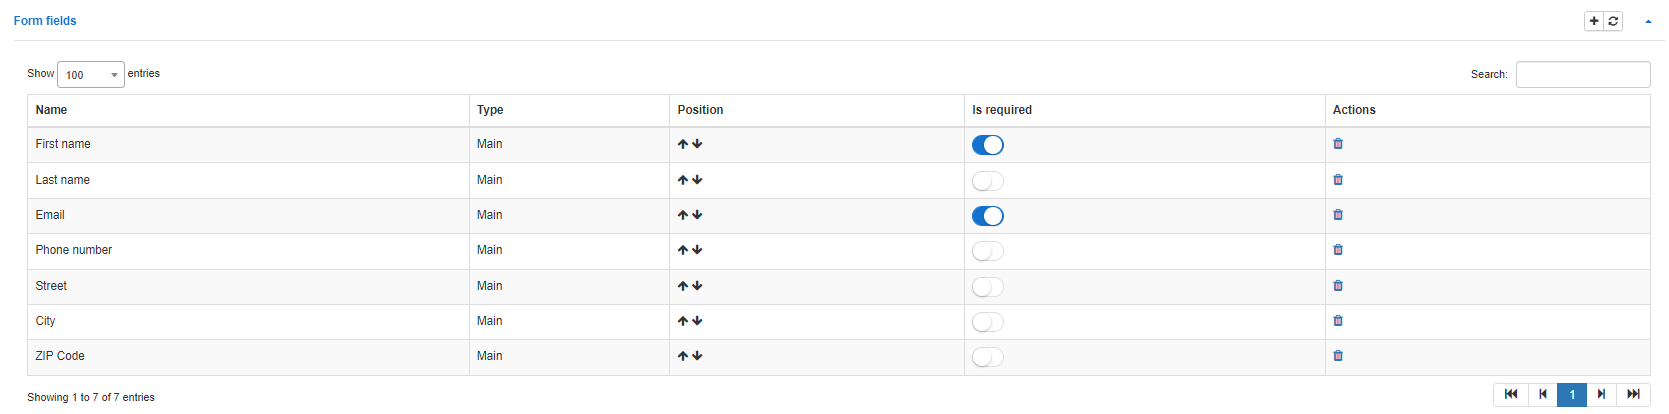 Form fields
Show 100 entries Search:
Name Type Position Is required Actions
First name Main
Last name Main
Email Main
Phone number Main
Street Main
City Main
ZIP Code Main
Showing 1 to 7 of 7 entries 1